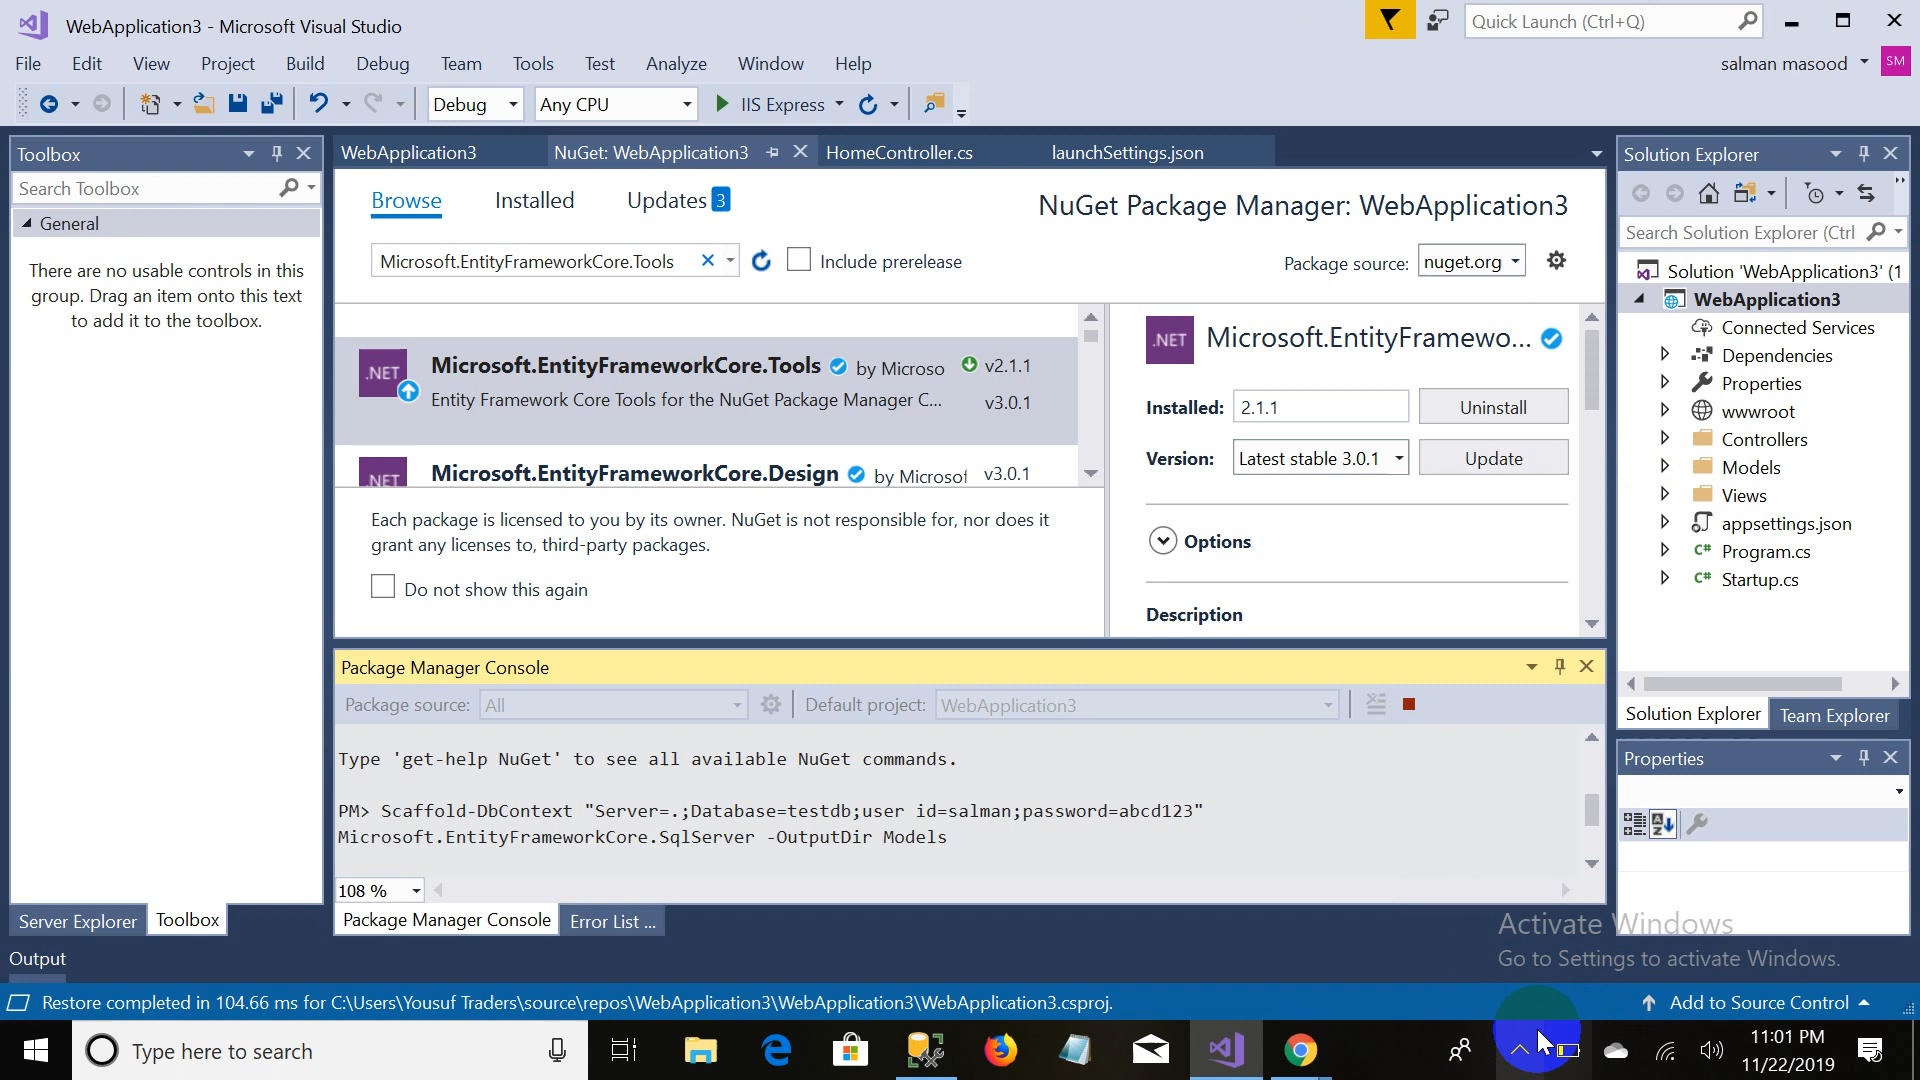 WebApplication3 - Microsoft Visual Studio
Quick Launch (Ctrl+Q)
File Edit View Project Build Debug Team Tools Test Analyze Window Help
salman masood SM
Debug Any CPU IIS Express
Toolbox
Search Toolbox
General
There are no usable controls in this
group. Drag an item onto this text
to add it to the toolbox.
WebApplication3 NuGet: WebApplication3 HomeController.cs launchSettings.json
Browse Installed Updates 3
NuGet Package Manager: WebApplication3
Microsoft.EntityFrameworkCore.Tools Include prerelease
Package source: nuget.org
.NET Microsoft.EntityFrameworkCore.Tools by Microso v2.1.1
Entity Framework Core Tools for the NuGet Package Manager C... v3.0.1
.NET Microsoft.EntityFrameworkCore.Design by Microsof v3.0.1
Each package is licensed to you by its owner. NuGet is not responsible for, nor does it
grant any licenses to, third-party packages.
Do not show this again
.NET Microsoft.EntityFramewo...
Installed: 2.1.1 Uninstall
Version: Latest stable 3.0.1 Update
Options
Description
Package Manager Console
Package source: All Default project: WebApplication3
Type 'get-help NuGet' to see all available NuGet commands.
PM> Scaffold-DbContext "Server=.;Database=testdb;user id=salman;password=abcd123"
Microsoft.EntityFrameworkCore.SqlServer -OutputDir Models
108 %
Package Manager Console Error List ...
Solution Explorer
Search Solution Explorer (Ctrl
Solution 'WebApplication3' (1
WebApplication3
Connected Services
Dependencies
Properties
wwwroot
Controllers
Models
Views
appsettings.json
C# Program.cs
C# Startup.cs
Solution Explorer Team Explorer
Properties
Server Explorer Toolbox
Output
Activate Windows
Go to Settings to activate Windows.
Restore completed in 104.66 ms for C:\Users\Yousuf Traders\source\repos\WebApplication3\WebApplication3\WebApplication3.csproj.
Add to Source Control
Type here to search
11:01 PM
11/22/2019